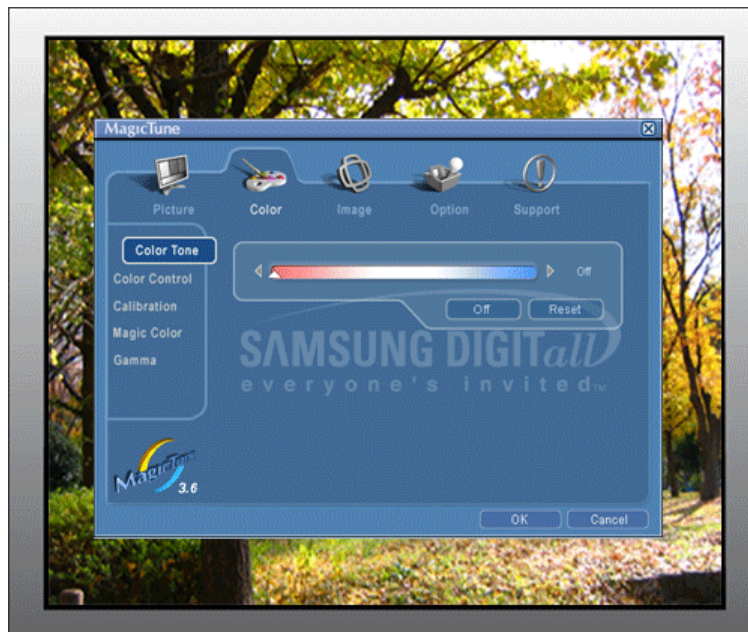 MagicTune
Picture Color Image Option Support
Color Tone
Color Control
Calibration
Magic Color
Gamma
Off
Off Reset
SAMSUNG DIGITall
everyone's invited™
MagicTune 3.6
OK Cancel